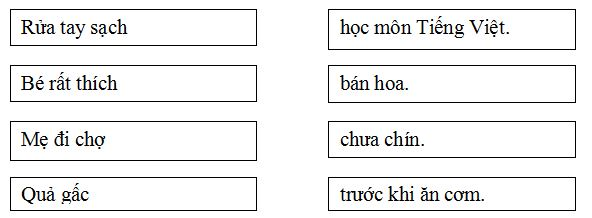 Rửa tay sạch
học môn Tiếng Việt.
Bé rất thích
bán hoa.
Mẹ đi chợ
chưa chín.
Quả gấc
trước khi ăn cơm.